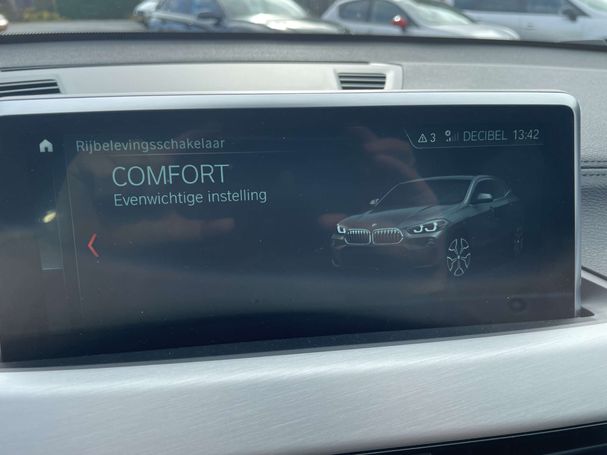 Rijbelevingsschakelaar
3 DECIBEL 13:42
COMFORT
Evenwichtige instelling